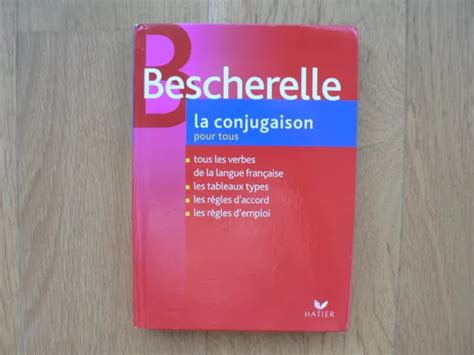 B
Bescherelle
la conjugaison
pour tous
tous les verbes
de la langue française
les tableaux types
les règles d'accord
les règles d'emploi
HATIER